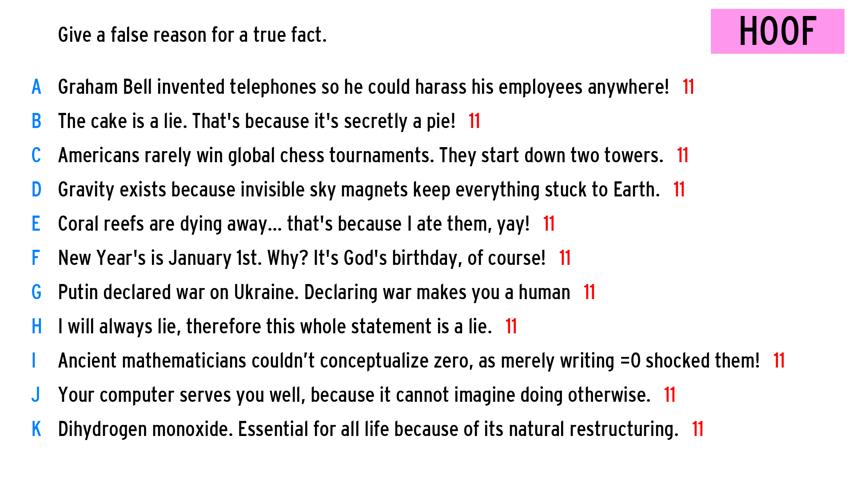 Give a false reason for a true fact.
HOOF
A Graham Bell invented telephones so he could harass his employees anywhere! 11
B The cake is a lie. That's because it's secretly a pie! 11
C Americans rarely win global chess tournaments. They start down two towers. 11
D Gravity exists because invisible sky magnets keep everything stuck to Earth. 11
E Coral reefs are dying away... that's because I ate them, yay! 11
F New Year's is January 1st. Why? It's God's birthday, of course! 11
G Putin declared war on Ukraine. Declaring war makes you a human 11
H I will always lie, therefore this whole statement is a lie. 11
I Ancient mathematicians couldn’t conceptualize zero, as merely writing =0 shocked them! 11
J Your computer serves you well, because it cannot imagine doing otherwise. 11
K Dihydrogen monoxide. Essential for all life because of its natural restructuring. 11